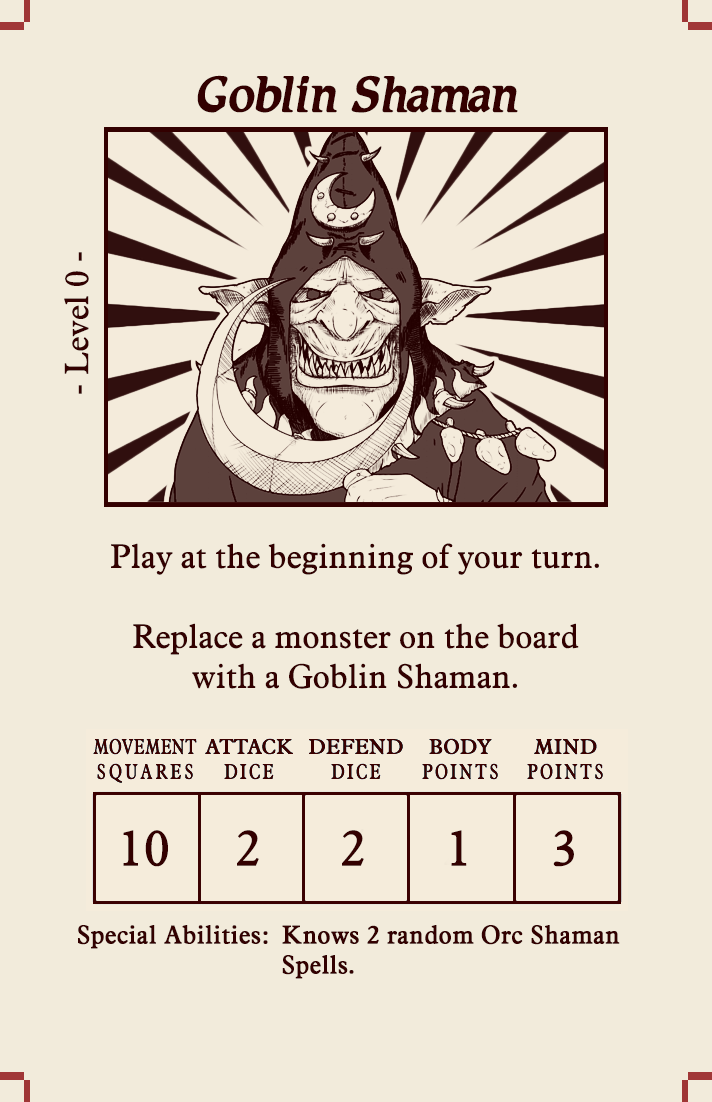 Goblin Shaman
- Level 0 -
Play at the beginning of your turn.
Replace a monster on the board
with a Goblin Shaman.
MOVEMENT SQUARES ATTACK DICE DEFEND DICE BODY POINTS MIND POINTS
10 2 2 1 3
Special Abilities: Knows 2 random Orc Shaman
Spells.